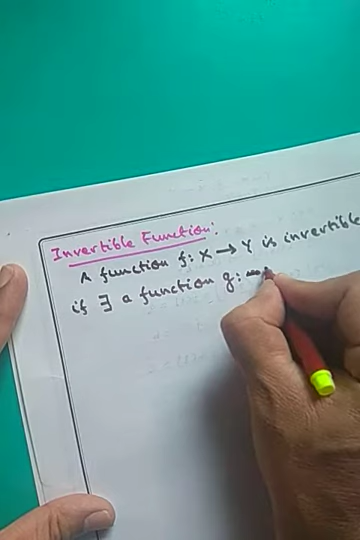 Invertible Function:
A function f: X → Y is invertible
if ∃ a function g: